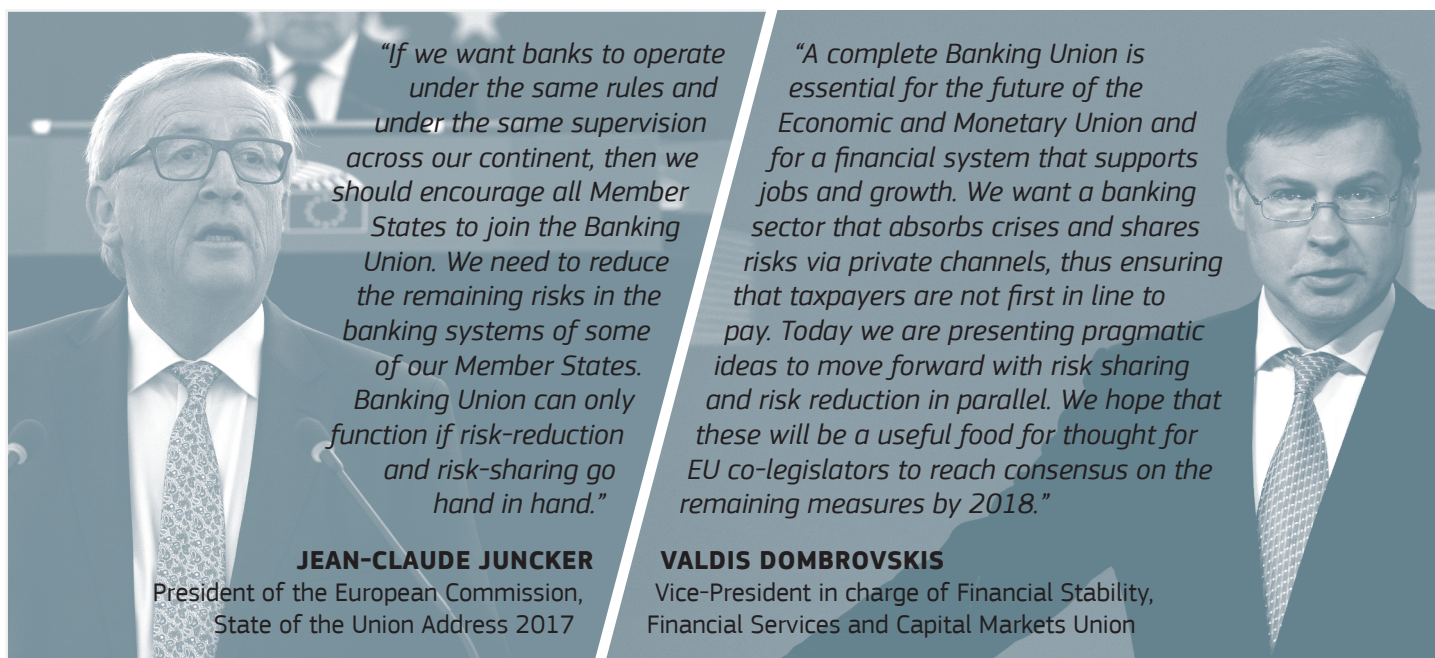 “If we want banks to operate
under the same rules and
under the same supervision
across our continent, then we
should encourage all Member
States to join the Banking
Union. We need to reduce
the remaining risks in the
banking systems of some
of our Member States.
Banking Union can only
function if risk-reduction
and risk-sharing go
hand in hand.”
JEAN-CLAUDE JUNCKER
President of the European Commission,
State of the Union Address 2017
“A complete Banking Union is
essential for the future of the
Economic and Monetary Union and
for a financial system that supports
jobs and growth. We want a banking
sector that absorbs crises and shares
risks via private channels, thus ensuring
that taxpayers are not first in line to
pay. Today we are presenting pragmatic
ideas to move forward with risk sharing
and risk reduction in parallel. We hope that
these will be a useful food for thought for
EU co-legislators to reach consensus on the
remaining measures by 2018.”
VALDIS DOMBROVSKIS
Vice-President in charge of Financial Stability,
Financial Services and Capital Markets Union